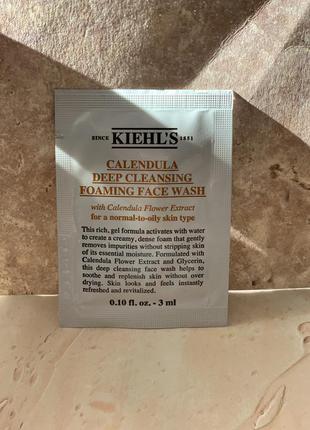 SINCE KIEHL'S 1851
CALENDULA
DEEP CLEANSING
FOAMING FACE WASH
with Calendula Flower Extract
for a normal-to-oily skin type
This rich, gel formula activates with water
to create a creamy, dense foam that gently
removes impurities without stripping skin
of its essential moisture. Formulated with
Calendula Flower Extract and Glycerin,
this deep cleansing face wash helps to
soothe and replenish skin without over
drying. Skin looks and feels instantly
refreshed and revitalized.
0.10 fl. oz. - 3 ml